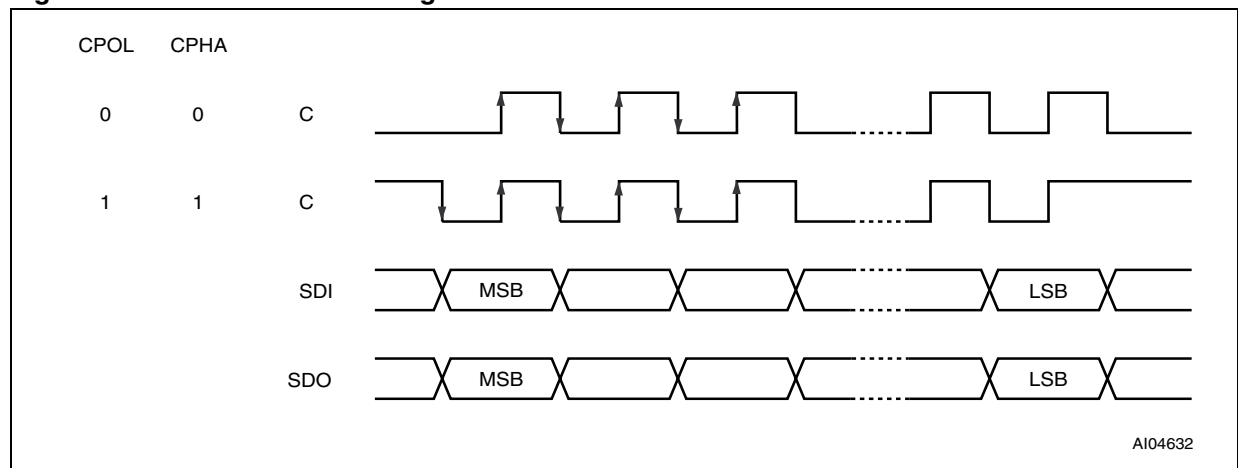 CPOL CPHA
0 0 C
1 1 C
SDI MSB LSB
SDO MSB LSB
AI04632